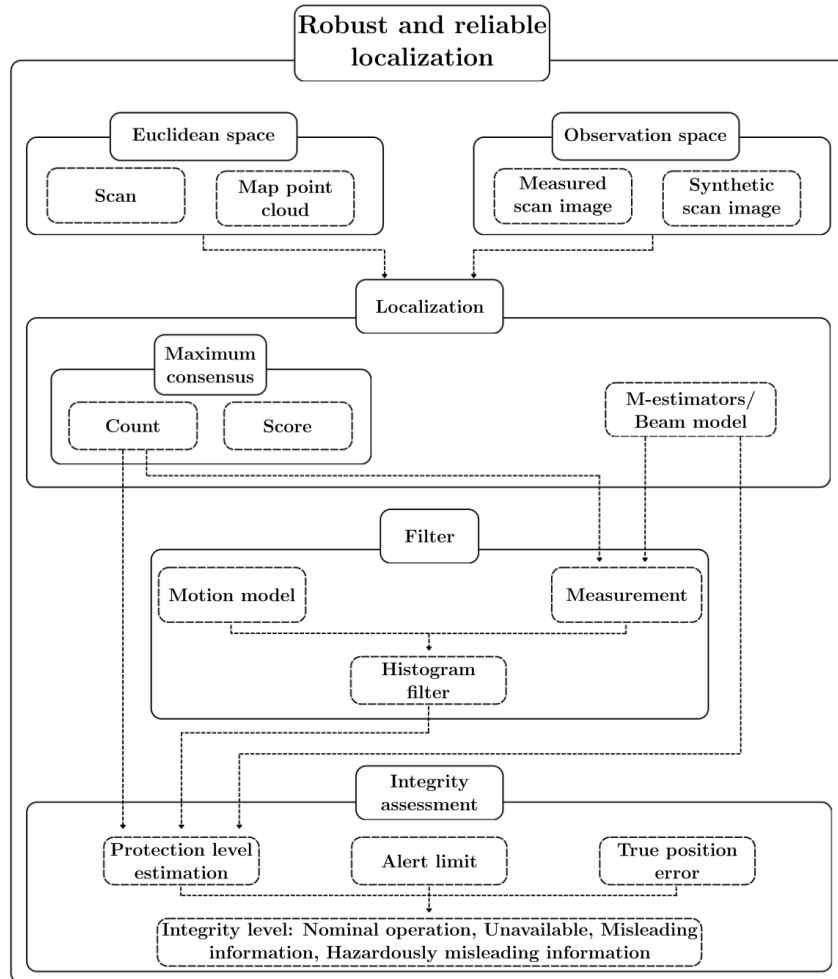 Robust and reliable
localization
Euclidean space
Scan
Map point
cloud
Observation space
Measured
scan image
Synthetic
scan image
Localization
Maximum
consensus
Count
Score
M-estimators/
Beam model
Filter
Motion model
Measurement
Histogram
filter
Integrity
assessment
Protection level
estimation
Alert limit
True position
error
Integrity level: Nominal operation, Unavailable, Misleading
information, Hazardously misleading information